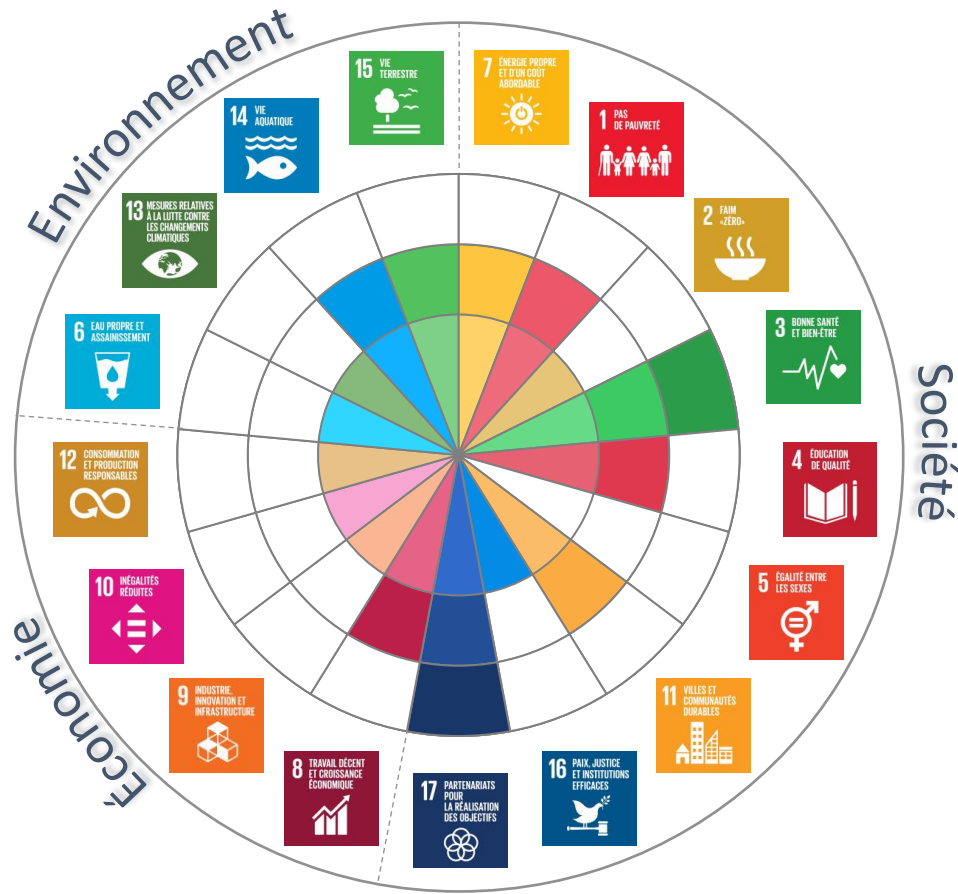 Environnement
15 VIE
TERRESTRE
7 ÉNERGIE PROPRE
ET D'UN COÛT
ABORDABLE
14 VIE
AQUATIQUE
1 PAS
DE PAUVRETÉ
13 MESURES RELATIVES
À LA LUTTE CONTRE
LES CHANGEMENTS
CLIMATIQUES
2 FAIM
«ZÉRO»
6 EAU PROPRE ET
ASSAINISSEMENT
3 BONNE SANTÉ
ET BIEN-ÊTRE
Société
12 CONSOMMATION
ET PRODUCTION
RESPONSABLES
4 ÉDUCATION
DE QUALITÉ
10 INÉGALITÉS
RÉDUITES
5 ÉGALITÉ ENTRE
LES SEXES
Économie
9 INDUSTRIE,
INNOVATION ET
INFRASTRUCTURE
11 VILLES ET
COMMUNAUTÉS
DURABLES
8 TRAVAIL DÉCENT
ET CROISSANCE
ÉCONOMIQUE
17 PARTENARIATS
POUR
LA RÉALISATION
DES OBJECTIFS
16 PAIX, JUSTICE
ET INSTITUTIONS
EFFICACES